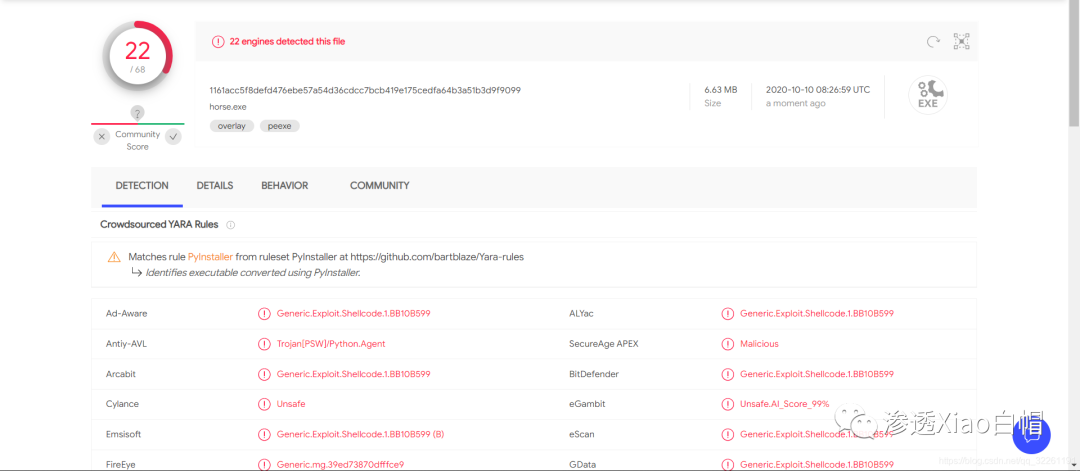 22
/ 68
?
Community
Score
22 engines detected this file
1161acc5f8defd476ebe57a54d36cdcc7bcb419e175cedfa64b3a51b3d9f9099
horse.exe
overlay
peexe
6.63 MB
Size
2020-10-10 08:26:59 UTC
a moment ago
EXE
DETECTION
DETAILS
BEHAVIOR
COMMUNITY
Crowdsourced YARA Rules
Matches rule PyInstaller from ruleset PyInstaller at https://github.com/bartblaze/Yara-rules
Identifies executable converted using PyInstaller.
Ad-Aware
Generic.Exploit.Shellcode.1.BB10B599
ALYac
Generic.Exploit.Shellcode.1.BB10B599
Antiy-AVL
Trojan[PSW]/Python.Agent
SecureAge APEX
Malicious
Arcabit
Generic.Exploit.Shellcode.1.BB10B599
BitDefender
Generic.Exploit.Shellcode.1.BB10B599
Cylance
Unsafe
eGambit
Unsafe.AI_Score_99%
Emsisoft
Generic.Exploit.Shellcode.1.BB10B599 (B)
eScan
Generic.Exploit.Shellcode.1.BB10B599
FireEye
Generic.mg.39ed73870dfffce9
GData
Generic.Exploit.Shellcode.1.BB10B599
渗透Xiao白帽